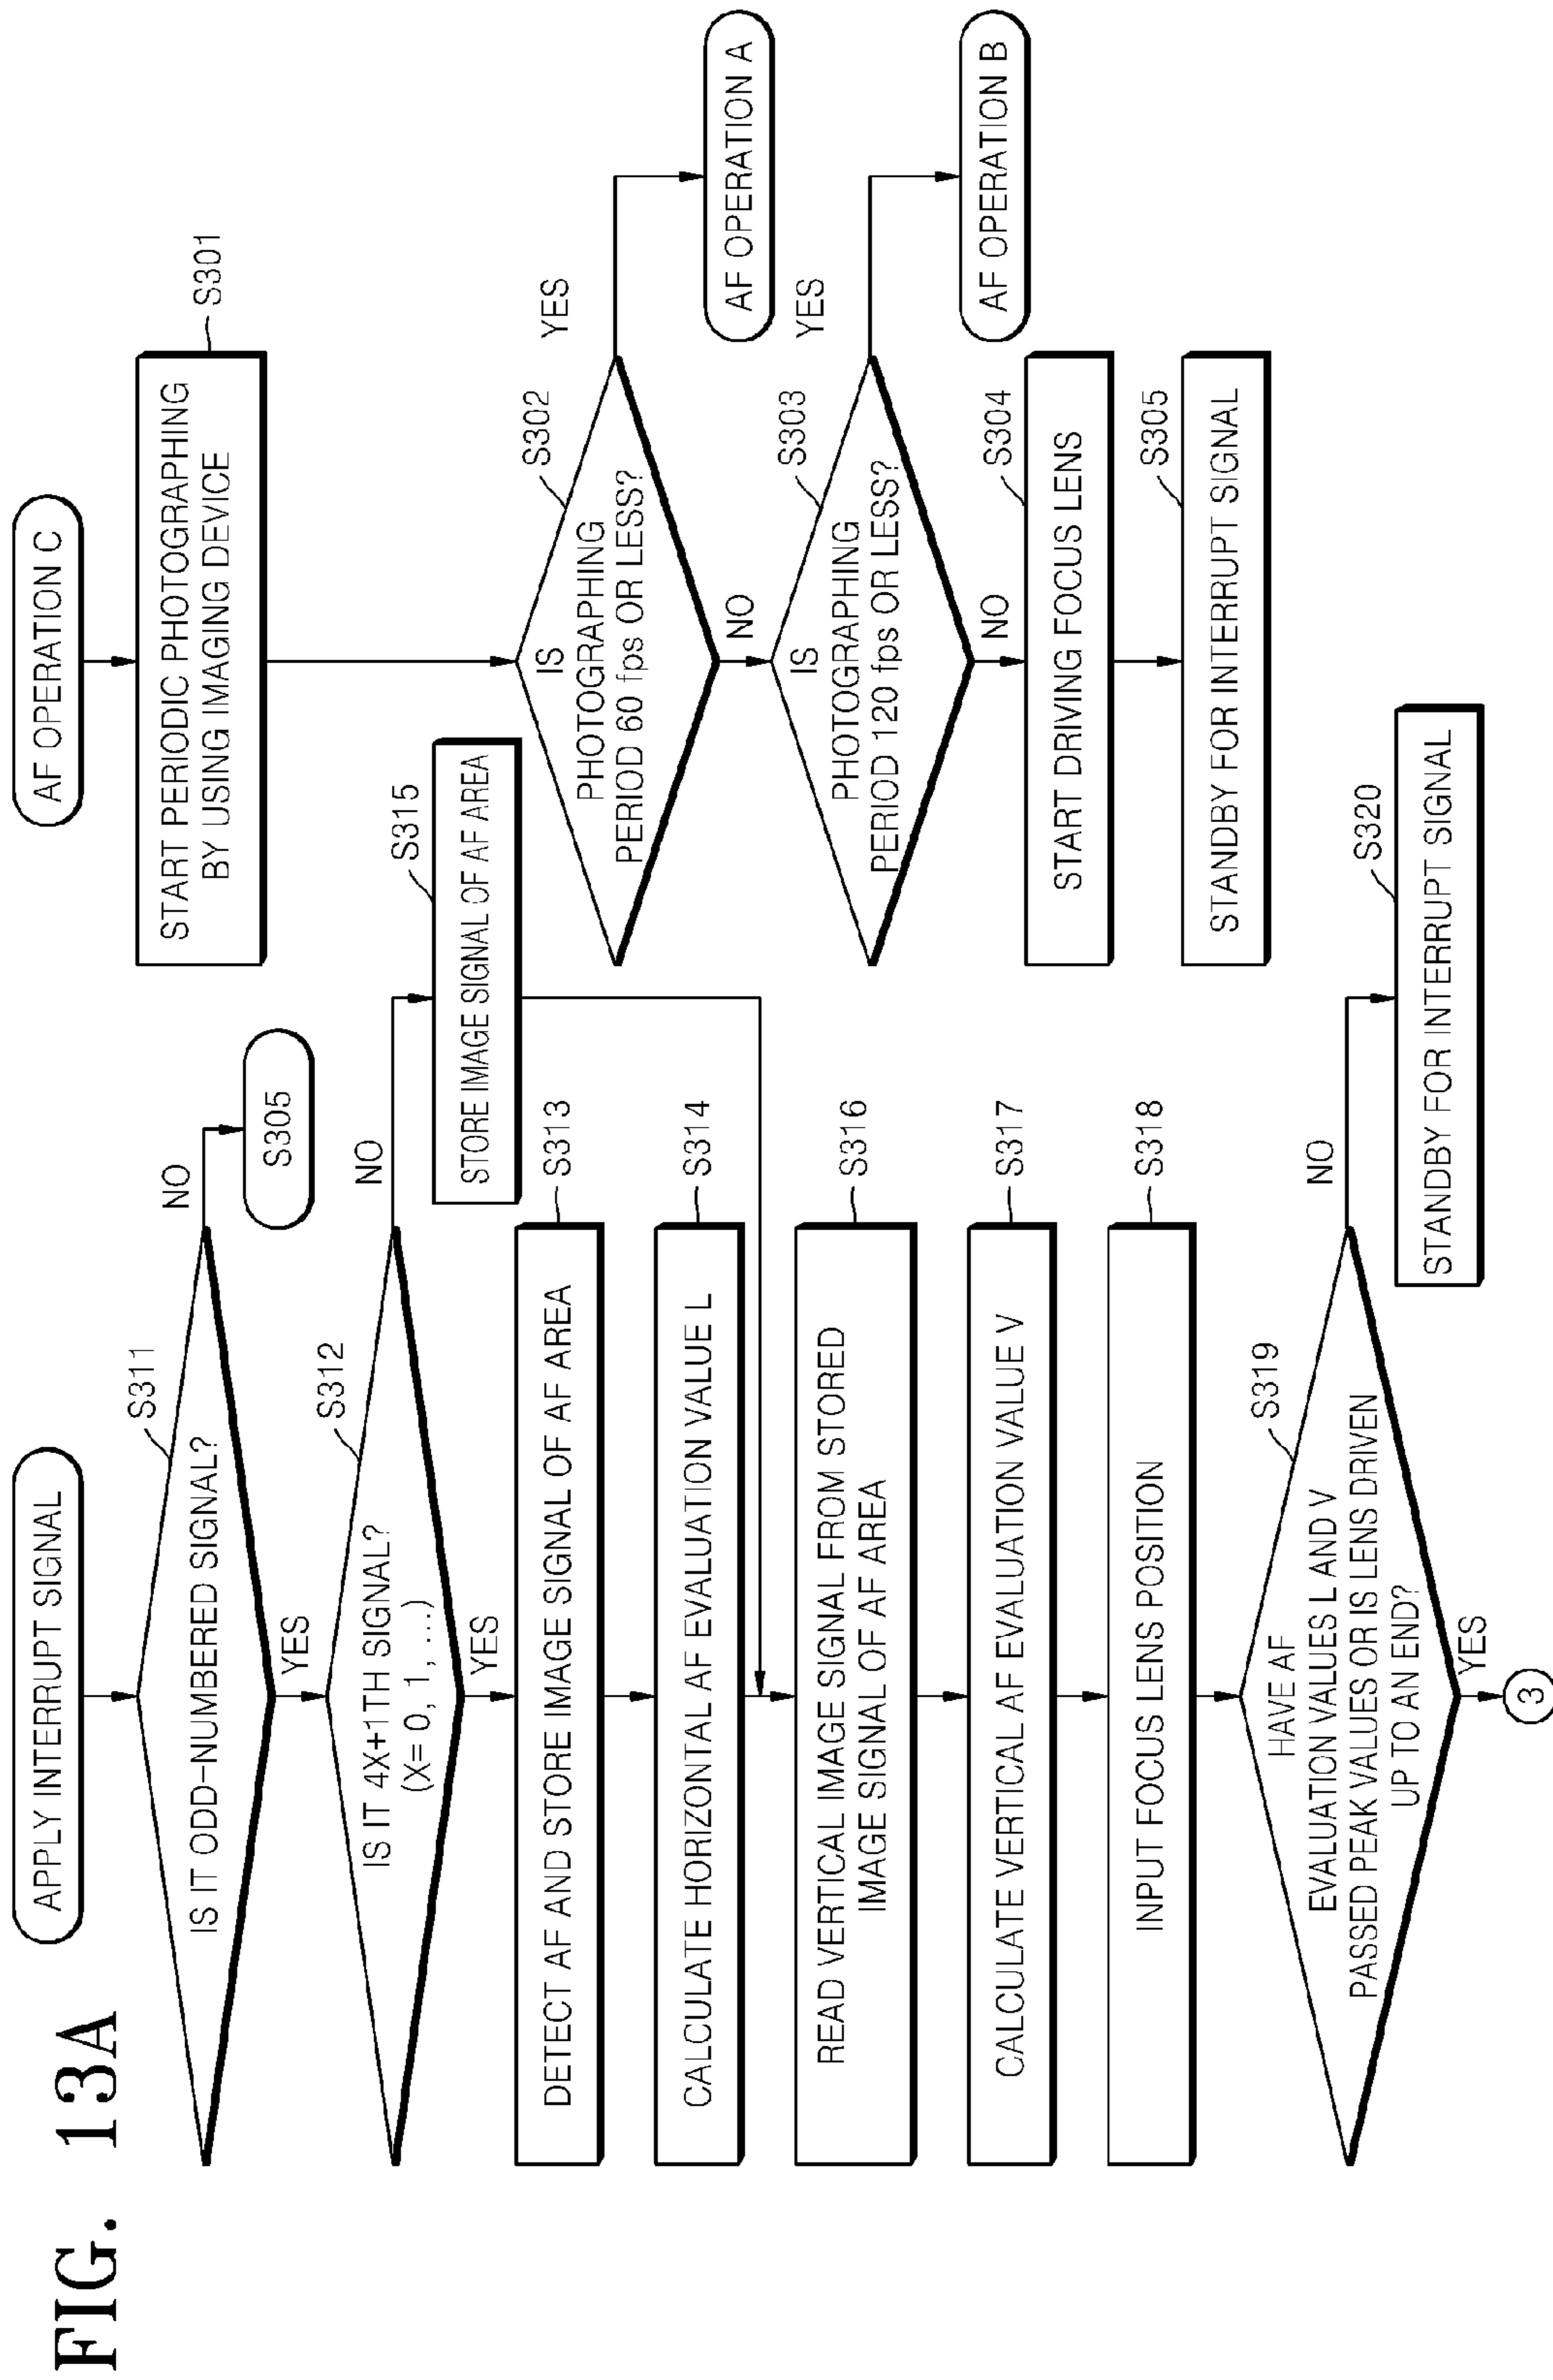 FIG. 13A
APPLY INTERRUPT SIGNAL
S311
IS IT ODD-NUMBERED SIGNAL?
NO
S305
YES
S312
IS IT 4X+1TH SIGNAL?
(X= 0, 1, ...)
NO
S315
STORE IMAGE SIGNAL OF AF AREA
YES
DETECT AF AND STORE IMAGE SIGNAL OF AF AREA
S313
CALCULATE HORIZONTAL AF EVALUATION VALUE L
S314
READ VERTICAL IMAGE SIGNAL FROM STORED
IMAGE SIGNAL OF AF AREA
S316
CALCULATE VERTICAL AF EVALUATION VALUE V
S317
INPUT FOCUS LENS POSITION
S318
S319
HAVE AF
EVALUATION VALUES L AND V
PASSED PEAK VALUES OR IS LENS DRIVEN
UP TO AN END?
NO
S320
STANDBY FOR INTERRUPT SIGNAL
YES
3
AF OPERATION C
START PERIODIC PHOTOGRAPHING
BY USING IMAGING DEVICE
S301
S302
IS
PHOTOGRAPHING
PERIOD 60 fps OR LESS?
YES
AF OPERATION A
NO
S303
IS
PHOTOGRAPHING
PERIOD 120 fps OR LESS?
YES
AF OPERATION B
NO
S304
START DRIVING FOCUS LENS
S305
STANDBY FOR INTERRUPT SIGNAL